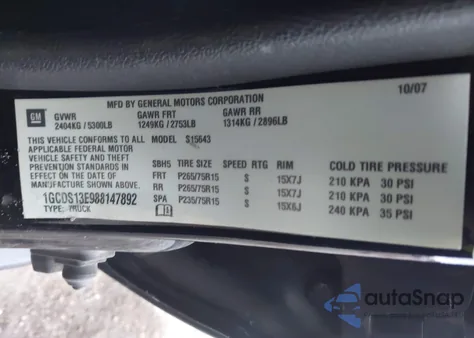 10/07
MFD BY GENERAL MOTORS CORPORATION
GM GVWR GAWR FRT GAWR RR
2404KG / 5300LB 1249KG / 2753LB 1314KG / 2896LB
THIS VEHICLE CONFORMS TO ALL MODEL S15643
APPLICABLE FEDERAL MOTOR
VEHICLE SAFETY AND THEFT
PREVENTION STANDARDS IN SBH5 TIRE SIZE SPEED RTG RIM COLD TIRE PRESSURE
EFFECT ON THE DATE OF FRT P265/75R15 S 15X7J 210 KPA 30 PSI
MANUFACTURE SHOWN ABOVE. RR P265/75R15 S 15X7J 210 KPA 30 PSI
1GCDS13E988147892 SPA P235/75R15 S 15X6J 240 KPA 35 PSI
TYPE: TRUCK
autoSnap